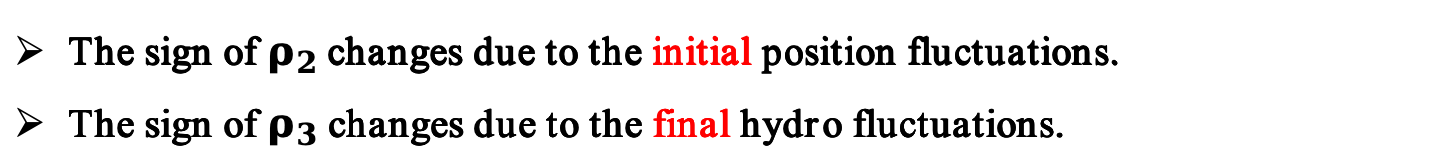 ➢ The sign of ρ₂ changes due to the initial position fluctuations.
➢ The sign of ρ₃ changes due to the final hydro fluctuations.